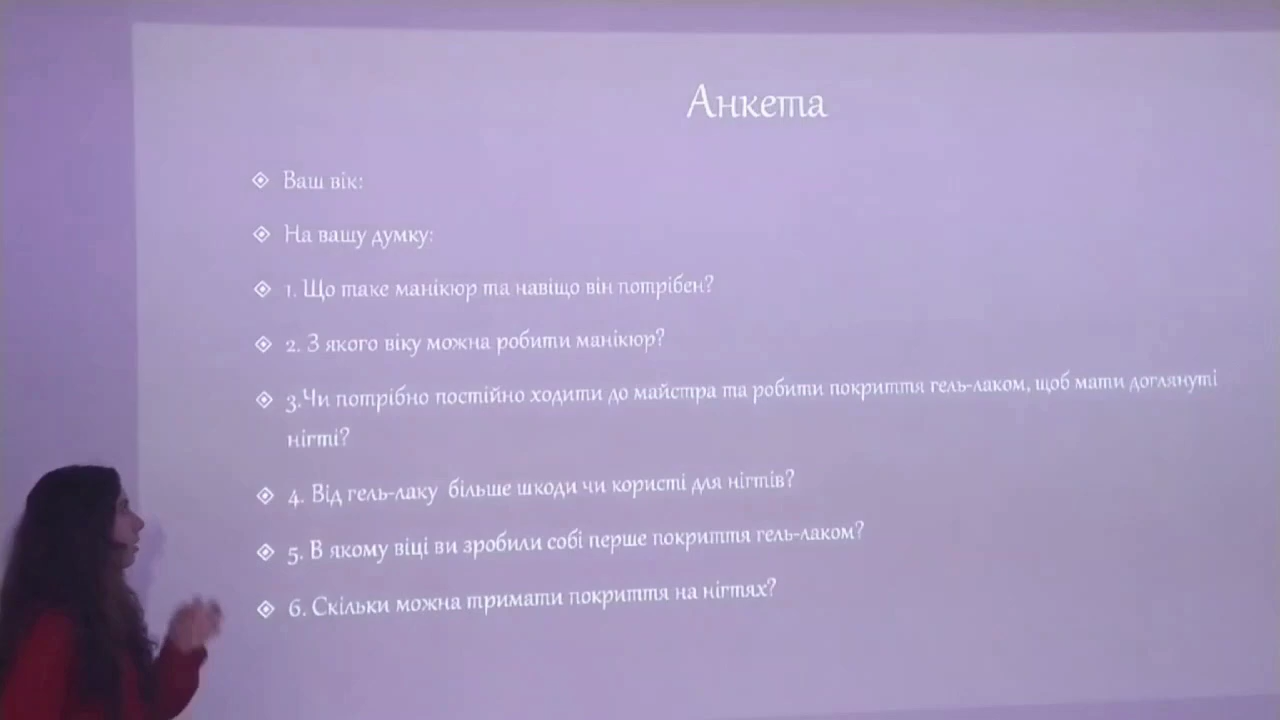 Анкета
Ваш вік:
На вашу думку:
1. Що таке манікюр та навіщо він потрібен?
2. З якого віку можна робити манікюр?
3.Чи потрібно постійно ходити до майстра та робити покриття гель-лаком, щоб мати доглянуті
нігті?
4. Від гель-лаку більше шкоди чи користі для нігтів?
5. В якому віці ви зробили собі перше покриття гель-лаком?
6. Скільки можна тримати покриття на нігтях?